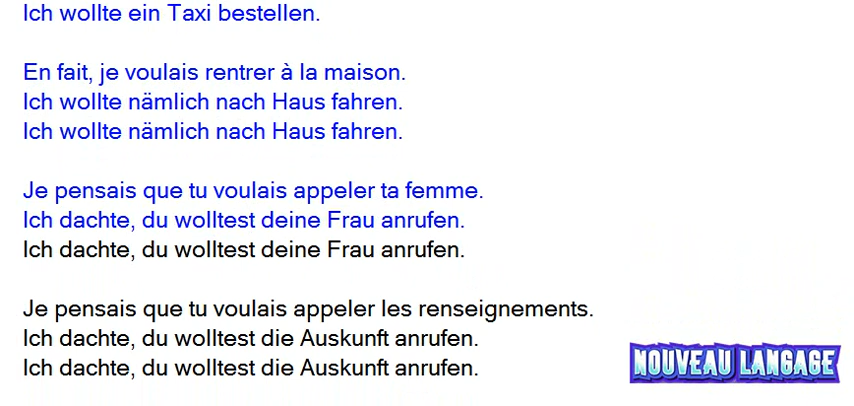 Ich wollte ein Taxi bestellen.
En fait, je voulais rentrer à la maison.
Ich wollte nämlich nach Haus fahren.
Ich wollte nämlich nach Haus fahren.
Je pensais que tu voulais appeler ta femme.
Ich dachte, du wolltest deine Frau anrufen.
Ich dachte, du wolltest deine Frau anrufen.
Je pensais que tu voulais appeler les renseignements.
Ich dachte, du wolltest die Auskunft anrufen.
Ich dachte, du wolltest die Auskunft anrufen.
NOUVEAU LANGAGE